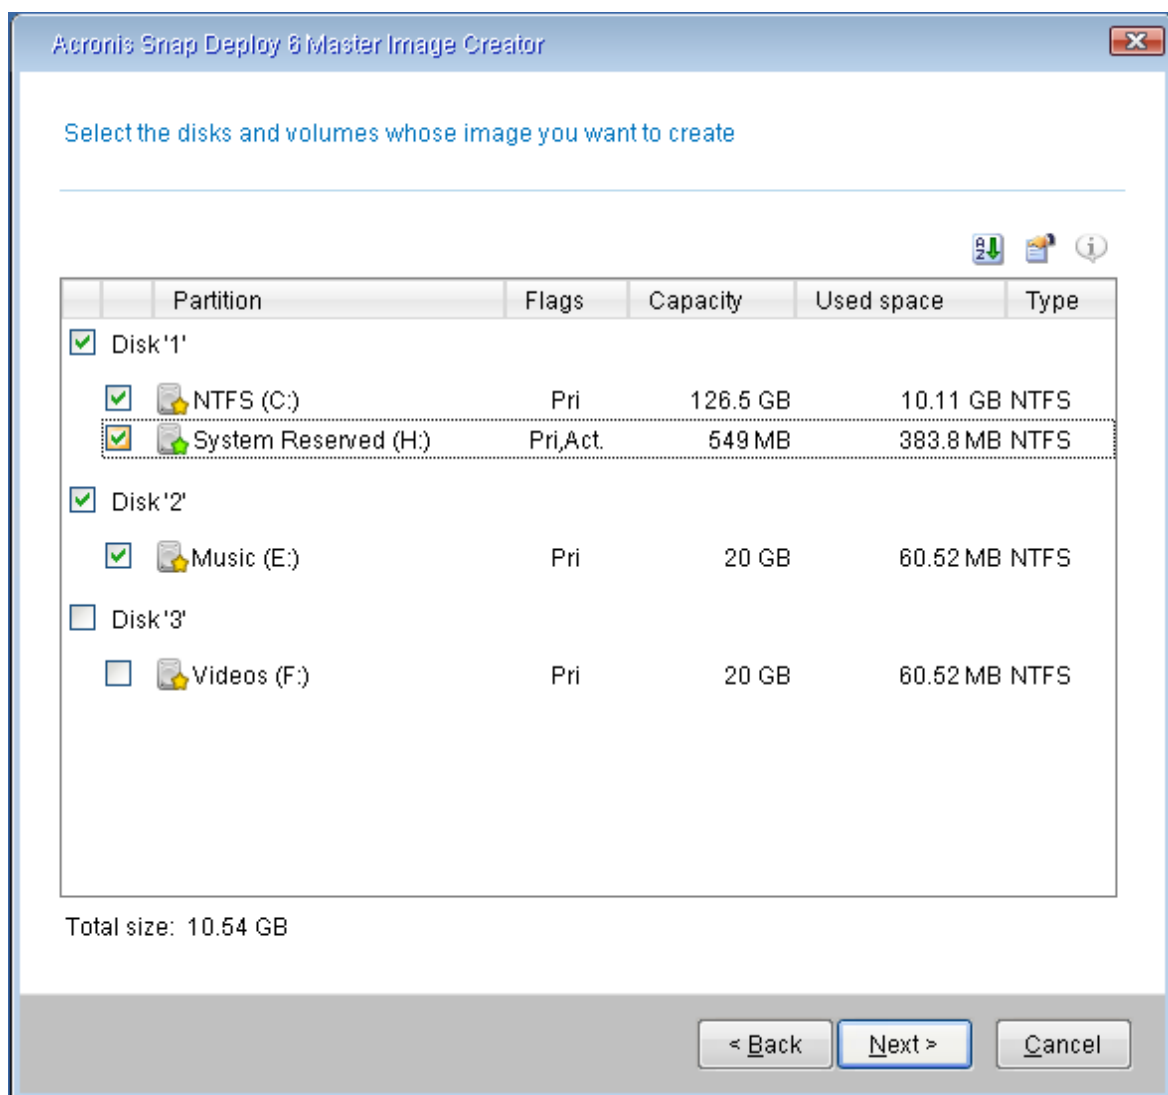 Acronis Snap Deploy 6 Master Image Creator
Select the disks and volumes whose image you want to create
Partition Flags Capacity Used space Type
Disk '1'
NTFS (C:) Pri 126.5 GB 10.11 GB NTFS
System Reserved (H:) Pri,Act. 549 MB 383.8 MB NTFS
Disk '2'
Music (E:) Pri 20 GB 60.52 MB NTFS
Disk '3'
Videos (F:) Pri 20 GB 60.52 MB NTFS
Total size: 10.54 GB
< Back Next > Cancel